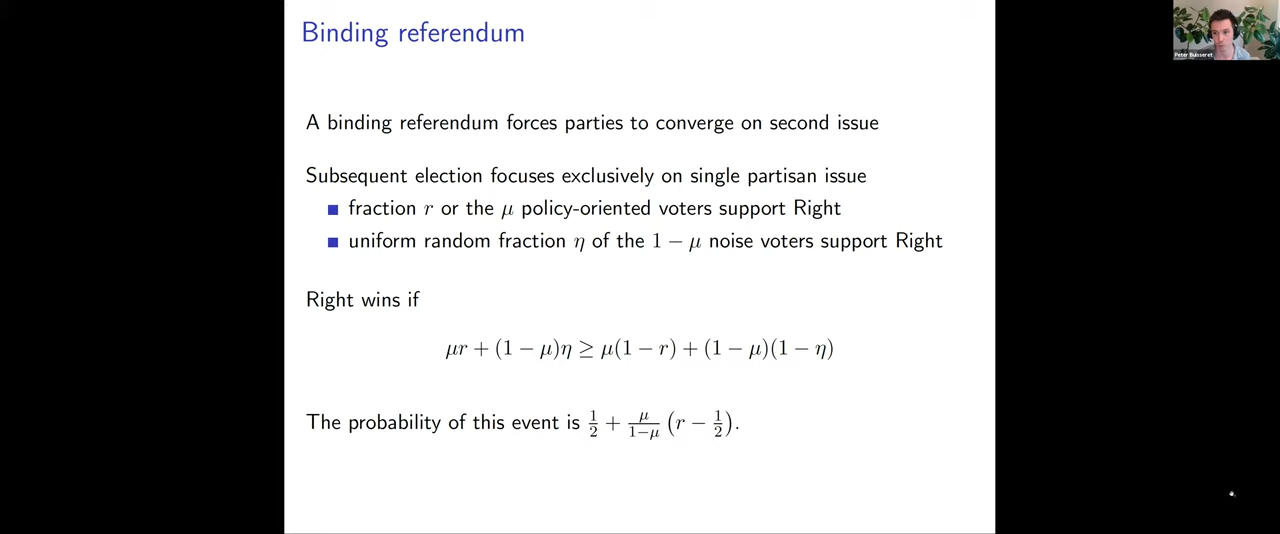 Binding referendum
Peter Buisseret
A binding referendum forces parties to converge on second issue
Subsequent election focuses exclusively on single partisan issue
fraction r or the μ policy-oriented voters support Right
uniform random fraction η of the 1 − μ noise voters support Right
Right wins if
μr + (1 − μ)η ≥ μ(1 − r) + (1 − μ)(1 − η)
The probability of this event is 1/2 + μ/(1−μ) (r − 1/2).